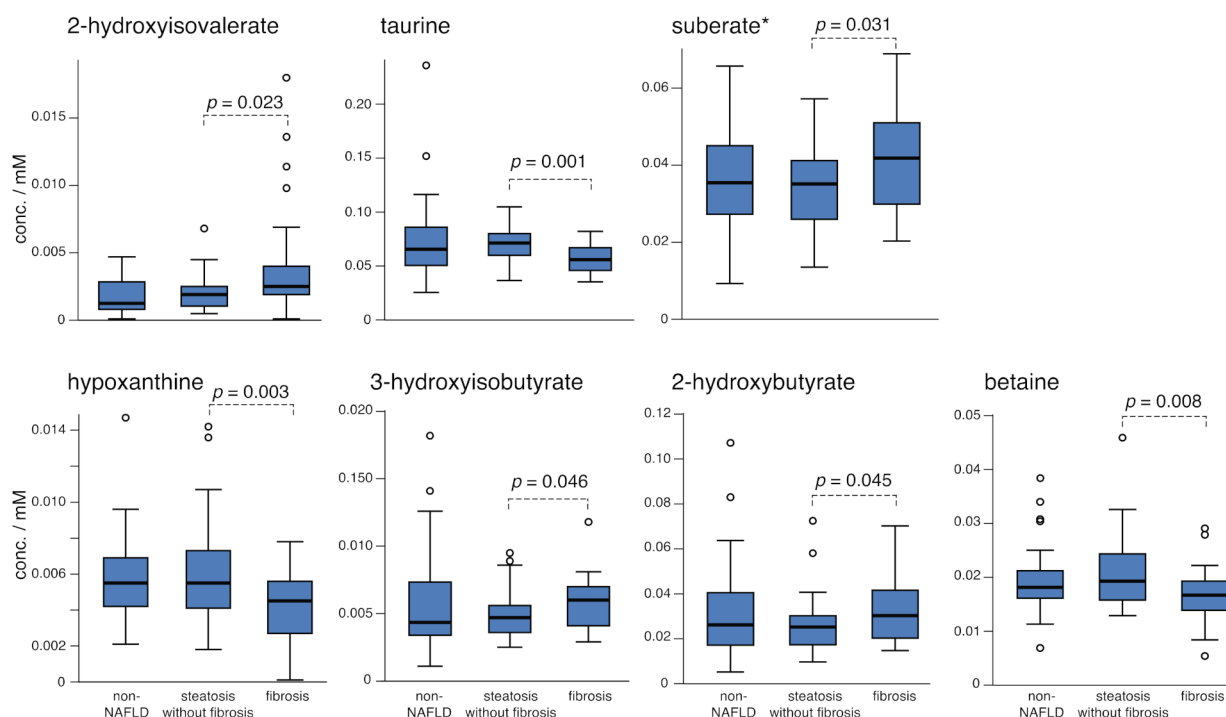 2-hydroxyisovalerate
taurine
suberate*
conc. / mM
0.015
0.010
0.005
0
p = 0.023
0.20
0.15
0.10
0.05
0
p = 0.001
0.06
0.04
0.02
0
p = 0.031
hypoxanthine
3-hydroxyisobutyrate
2-hydroxybutyrate
betaine
conc. / mM
0.014
0.010
0.006
0.002
0
p = 0.003
0.020
0.150
0.010
0.005
0
p = 0.046
0.12
0.10
0.08
0.06
0.04
0.02
0
p = 0.045
0.05
0.04
0.03
0.02
0.01
0
p = 0.008
non-
NAFLD
steatosis
without fibrosis
fibrosis
non-
NAFLD
steatosis
without fibrosis
fibrosis
non-
NAFLD
steatosis
without fibrosis
fibrosis
non-
NAFLD
steatosis
without fibrosis
fibrosis